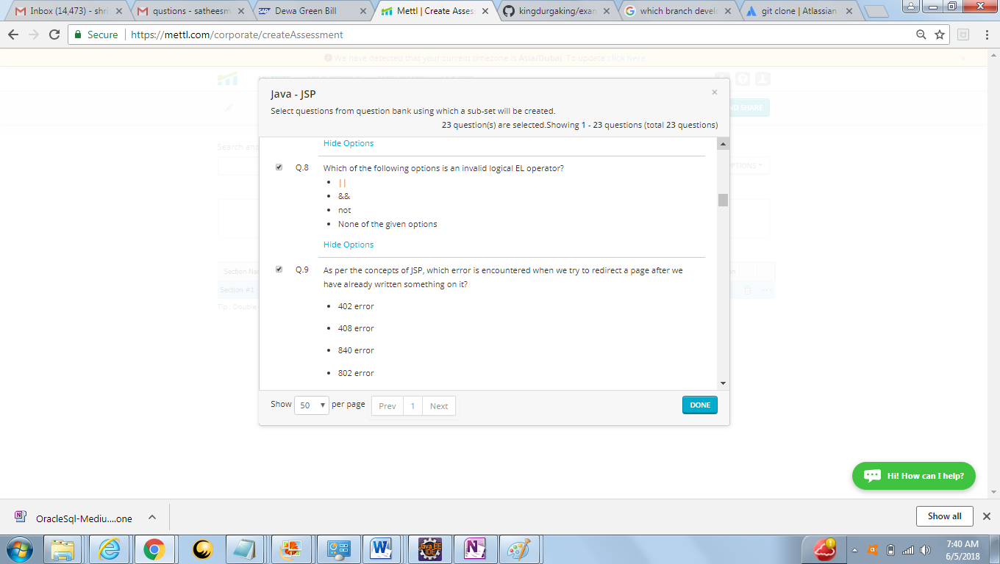 Inbox (14,473) - shri
qustions - satheesm
Dewa Green Bill
Mettl | Create Asses
kingdurgaking/exan
which branch devel
git clone | Atlassian
Secure
https://mettl.com/corporate/createAssessment
We have detected that your current timezone is Asia/Dubai. To update click here
Java - JSP
Select questions from question bank using which a sub-set will be created.
23 question(s) are selected.Showing 1 - 23 questions (total 23 questions)
ND SHARE
Search and
OPTIONS
Hide Options
Q.8 Which of the following options is an invalid logical EL operator?
||
&&
not
None of the given options
Hide Options
Q.9 As per the concepts of JSP, which error is encountered when we try to redirect a page after we
have already written something on it?
402 error
408 error
840 error
802 error
Section Na
Section #1
Tip : Double
Show 50 per page Prev 1 Next
DONE
Hi! How can I help?
OracleSql-Mediu....one
Show all
Java EE
IDE
7:40 AM
6/5/2018